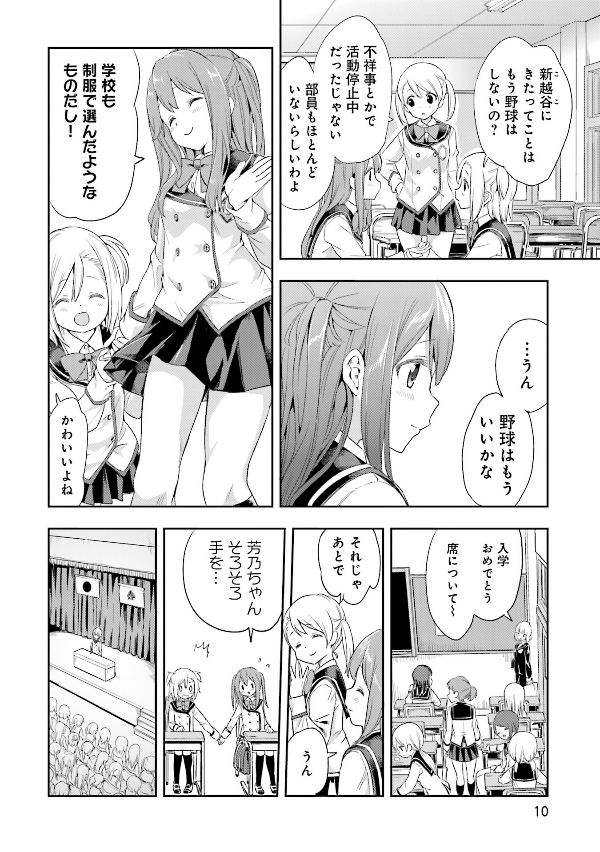 新越谷に
きたってことは
もう野球は
しないの？
不祥事とかで
活動停止中
だったじゃない
部員もほとんど
いないらしいわよ
学校も
制服で選んだような
ものだし！
かわいいよね
…うん
野球はもう
いいかな
入学
おめでとう
席について〜
それじゃ
あとで
うん
芳乃ちゃん
そろそろ
手を…
10